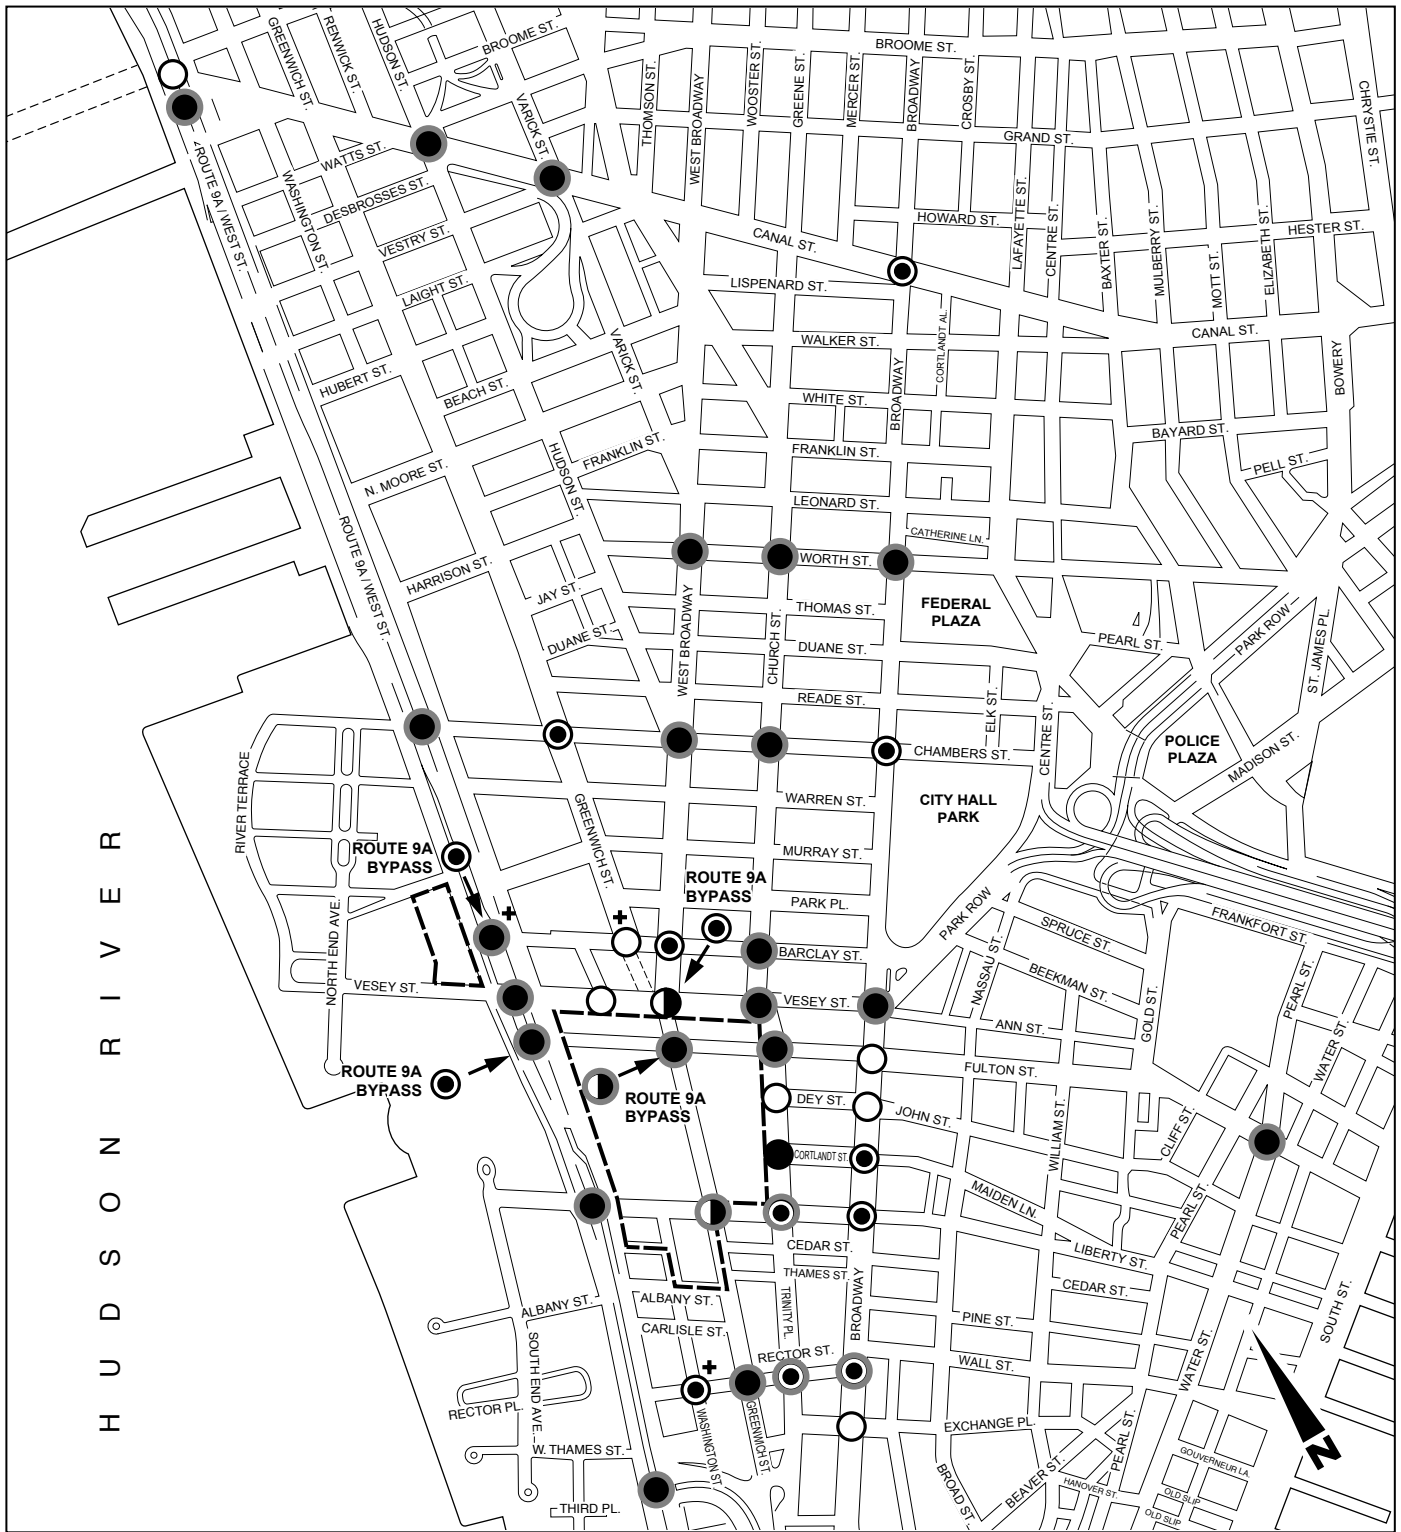 GREENWICH ST.
RENWICK ST.
HUDSON ST.
BROOME ST.
BROOME ST.
THOMSON ST.
WEST BROADWAY
WOOSTER ST.
GREENE ST.
MERCER ST.
BROADWAY
CROSBY ST.
CHRYSTIE ST.
VARICK ST.
GRAND ST.
WATTS ST.
ROUTE 9A / WEST ST.
WASHINGTON ST.
DESBROSSES ST.
VESTRY ST.
LAIGHT ST.
CANAL ST.
HOWARD ST.
LAFAYETTE ST.
CENTRE ST.
BAXTER ST.
MULBERRY ST.
MOTT ST.
ELIZABETH ST.
HESTER ST.
LISPENARD ST.
WALKER ST.
CORTLANDT AL.
CANAL ST.
BOWERY
HUBERT ST.
BEACH ST.
VARICK ST.
WHITE ST.
BROADWAY
BAYARD ST.
PELL ST.
N. MOORE ST.
HUDSON ST.
FRANKLIN ST.
FRANKLIN ST.
LEONARD ST.
CATHERINE LN.
ROUTE 9A / WEST ST.
HARRISON ST.
JAY ST.
DUANE ST.
WORTH ST.
THOMAS ST.
FEDERAL
PLAZA
WEST BROADWAY
CHURCH ST.
DUANE ST.
READE ST.
PEARL ST.
PARK ROW
ST. JAMES PL.
ELK ST.
CENTRE ST.
CHAMBERS ST.
POLICE
PLAZA
MADISON ST.
RIVER TERRACE
GREENWICH ST.
WARREN ST.
CITY HALL
PARK
MURRAY ST.
ROUTE 9A
BYPASS
ROUTE 9A
BYPASS
PARK PL.
PARK ROW
NORTH END AVE.
BARCLAY ST.
NASSAU ST.
SPRUCE ST.
FRANKFORT ST.
VESEY ST.
VESEY ST.
BEEKMAN ST.
GOLD ST.
PEARL ST.
WATER ST.
ANN ST.
FULTON ST.
ROUTE 9A
BYPASS
ROUTE 9A
BYPASS
DEY ST.
JOHN ST.
WILLIAM ST.
CLIFF ST.
CORTLANDT ST.
MAIDEN LN.
PEARL ST.
HUDSON RIVER
CEDAR ST.
LIBERTY ST.
THAMES ST.
CEDAR ST.
ALBANY ST.
ALBANY ST.
TRINITY PL.
BROADWAY
PINE ST.
SOUTH ST.
CARLISLE ST.
RECTOR ST.
WALL ST.
WATER ST.
SOUTH END AVE.
RECTOR PL.
WASHINGTON ST
GREENWICH ST.
EXCHANGE PL.
PEARL ST.
W. THAMES ST.
BROAD ST.
BEAVER ST.
GOUVERNEUR LA.
HANOVER ST.
OLD SLIP
OLD SLIP
THIRD PL.
N